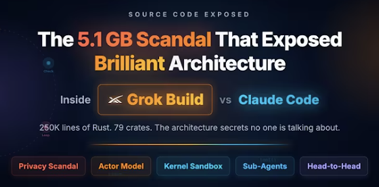 SOURCE CODE EXPOSED
The 5.1 GB Scandal That Exposed
Brilliant Architecture
Inside Grok Build vs Claude Code
250K lines of Rust. 79 crates. The architecture secrets no one is talking about.
Privacy Scandal Actor Model Kernel Sandbox Sub-Agents Head-to-Head